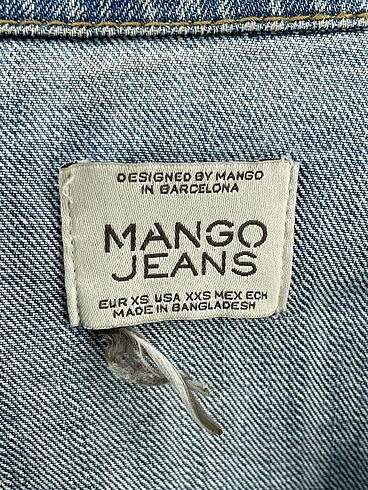 DESIGNED BY MANGO
IN BARCELONA
MANGO
JEANS
EUR XS USA XXS MEX ECH
MADE IN BANGLADESH